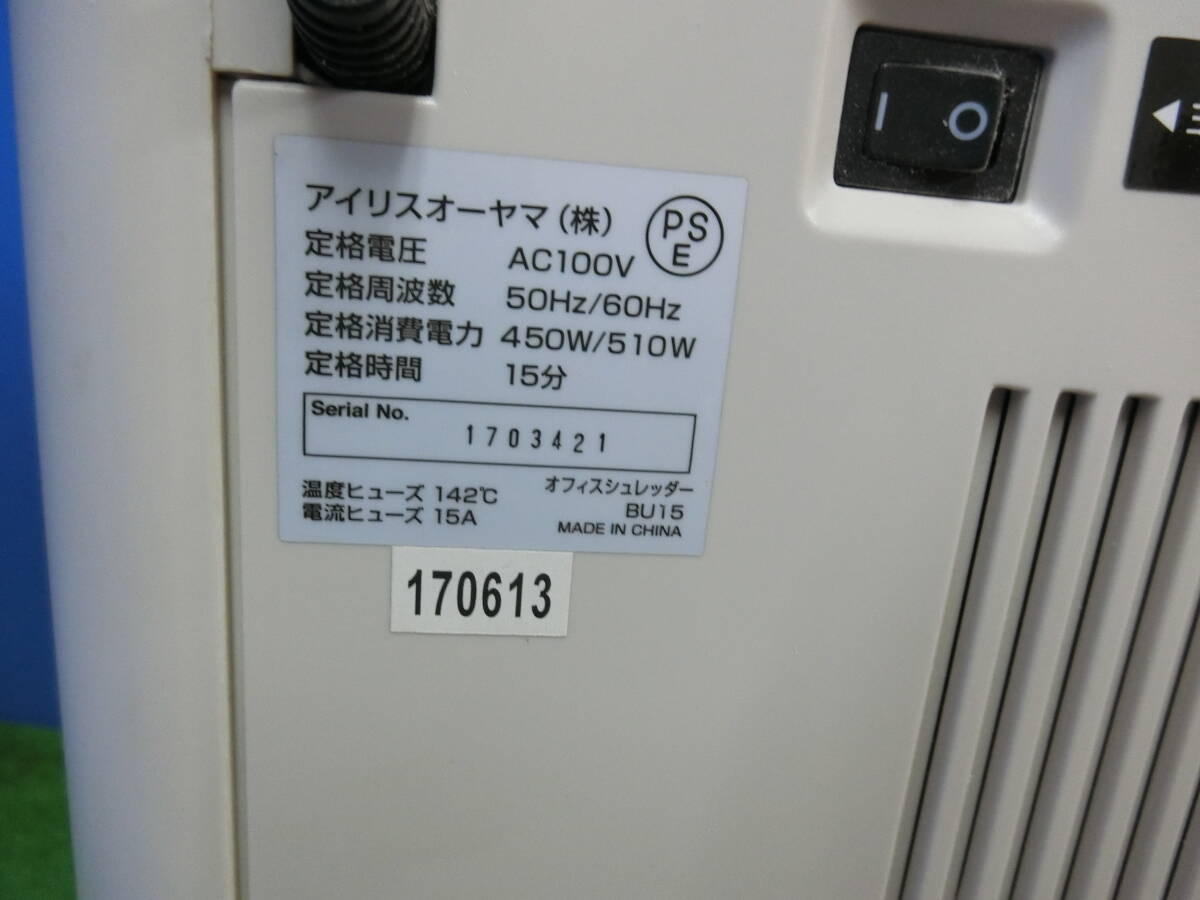 アイリスオーヤマ(株)
PS
E
定格電圧 AC100V
定格周波数 50Hz/60Hz
定格消費電力 450W/510W
定格時間 15分
Serial No.
1703421
温度ヒューズ 142℃
電流ヒューズ 15A
オフィスシュレッダー
BU15
MADE IN CHINA
170613
I O